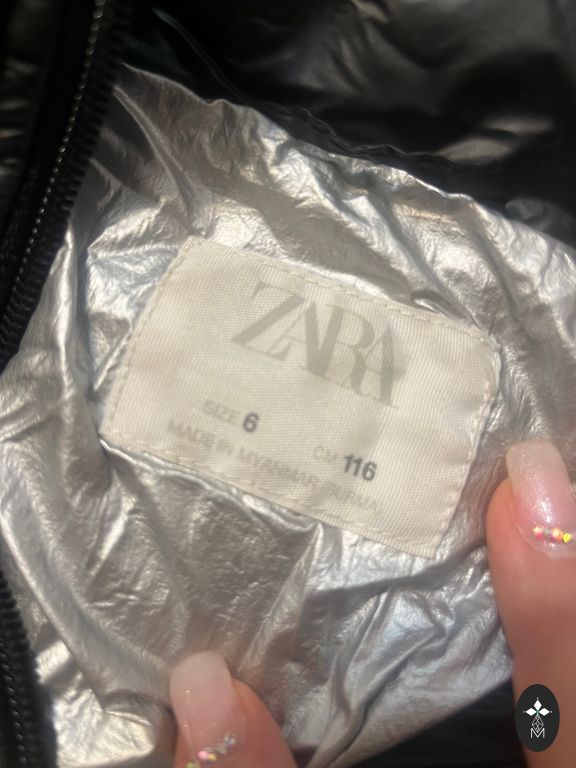 ZARA
SIZE 6 CM 116
MADE IN MYANMAR/BURMA
M